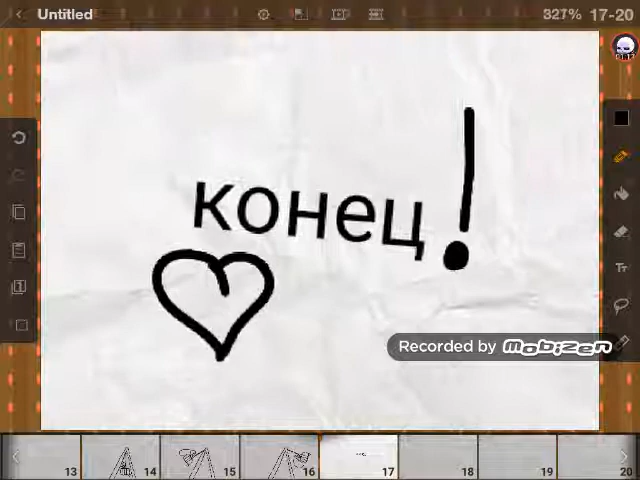 Untitled
327% 17-20
конец!
Recorded by MOBIZEN
13 14 15 16 17 18 19 20